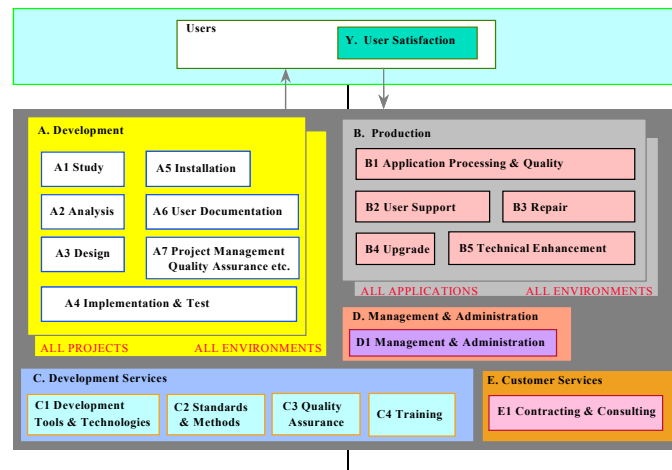 Users
Y. User Satisfaction
A. Development
A1 Study
A5 Installation
A2 Analysis
A6 User Documentation
A3 Design
A7 Project Management
Quality Assurance etc.
A4 Implementation & Test
ALL PROJECTS
ALL ENVIRONMENTS
B. Production
B1 Application Processing & Quality
B2 User Support
B3 Repair
B4 Upgrade
B5 Technical Enhancement
ALL APPLICATIONS
ALL ENVIRONMENTS
D. Management & Administration
D1 Management & Administration
C. Development Services
C1 Development
Tools & Technologies
C2 Standards
& Methods
C3 Quality
Assurance
C4 Training
E. Customer Services
E1 Contracting & Consulting